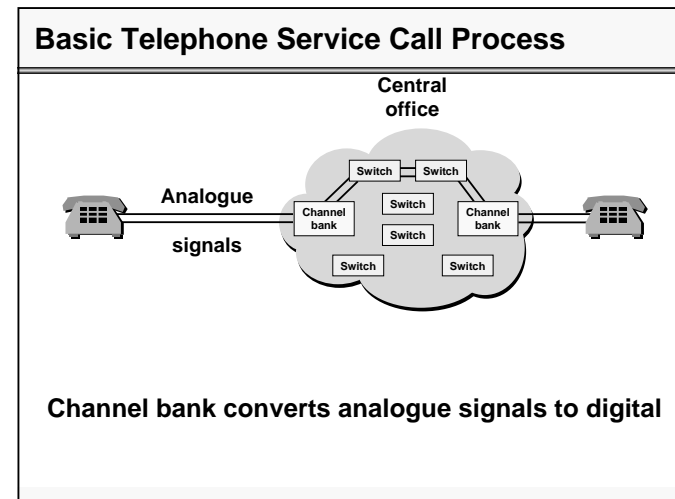 Basic Telephone Service Call Process
Central
office
Switch
Switch
Analogue
signals
Channel
bank
Switch
Switch
Channel
bank
Switch
Switch
Channel bank converts analogue signals to digital